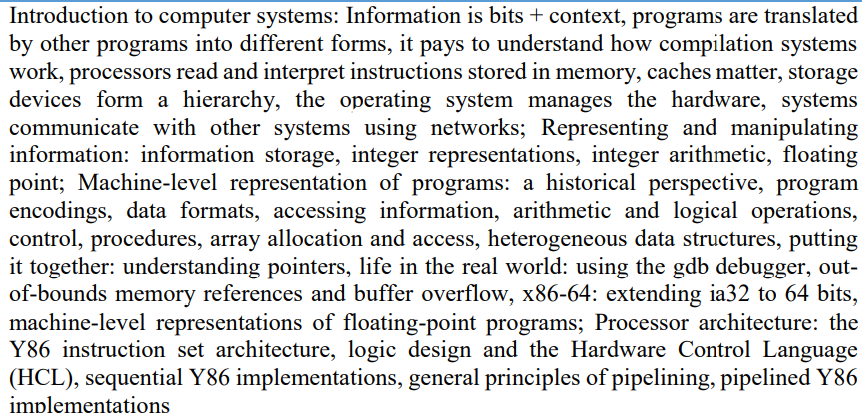 Introduction to computer systems: Information is bits + context, programs are translated
by other programs into different forms, it pays to understand how compilation systems
work, processors read and interpret instructions stored in memory, caches matter, storage
devices form a hierarchy, the operating system manages the hardware, systems
communicate with other systems using networks; Representing and manipulating
information: information storage, integer representations, integer arithmetic, floating
point; Machine-level representation of programs: a historical perspective, program
encodings, data formats, accessing information, arithmetic and logical operations,
control, procedures, array allocation and access, heterogeneous data structures, putting
it together: understanding pointers, life in the real world: using the gdb debugger, out-
of-bounds memory references and buffer overflow, x86-64: extending ia32 to 64 bits,
machine-level representations of floating-point programs; Processor architecture: the
Y86 instruction set architecture, logic design and the Hardware Control Language
(HCL), sequential Y86 implementations, general principles of pipelining, pipelined Y86
implementations